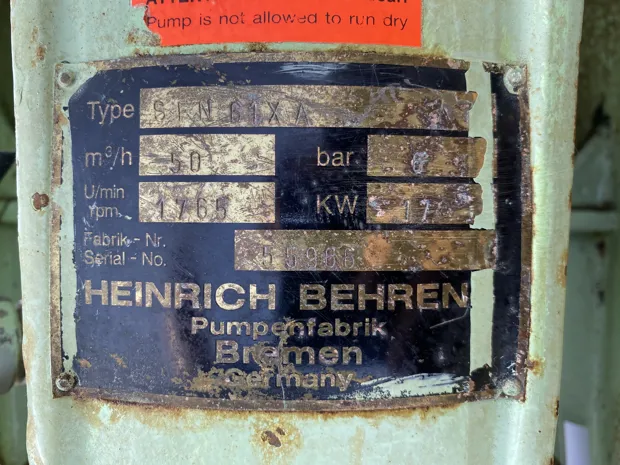 Pump is not allowed to run dry
Type
m³/h 50 bar
U/min
rpm 1765 KW 17
Fabrik-Nr.
Serial-No.
HEINRICH BEHREN
Pumpenfabrik
Bremen
Germany